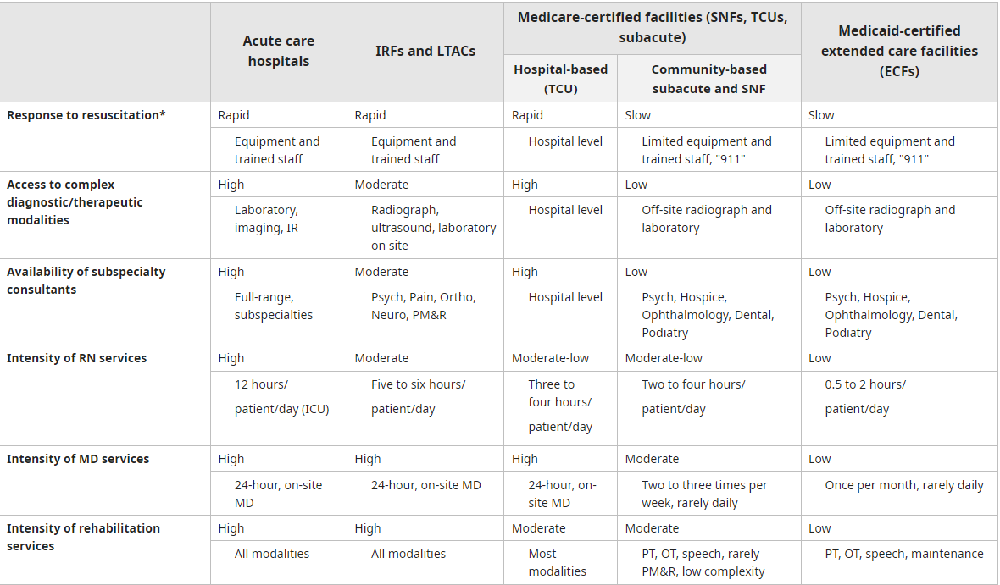 Acute care
hospitals
IRFs and LTACs
Medicare-certified facilities (SNFs, TCUs,
subacute)
Medicaid-certified
extended care facilities
(ECFs)
Hospital-based
(TCU)
Community-based
subacute and SNF
Response to resuscitation*
Rapid
Rapid
Rapid
Slow
Slow
Equipment and
trained staff
Equipment and
trained staff
Hospital level
Limited equipment and
trained staff, "911"
Limited equipment and
trained staff, "911"
Access to complex
diagnostic/therapeutic
modalities
High
Moderate
High
Low
Low
Laboratory,
imaging, IR
Radiograph,
ultrasound, laboratory
on site
Hospital level
Off-site radiograph and
laboratory
Off-site radiograph and
laboratory
Availability of subspecialty
consultants
High
Moderate
High
Low
Low
Full-range,
subspecialties
Psych, Pain, Ortho,
Neuro, PM&R
Hospital level
Psych, Hospice,
Ophthalmology, Dental,
Podiatry
Psych, Hospice,
Ophthalmology, Dental,
Podiatry
Intensity of RN services
High
Moderate
Moderate-low
Moderate-low
Low
12 hours/
patient/day (ICU)
Five to six hours/
patient/day
Three to
four hours/
patient/day
Two to four hours/
patient/day
0.5 to 2 hours/
patient/day
Intensity of MD services
High
High
High
Moderate
Low
24-hour, on-site
MD
24-hour, on-site MD
24-hour, on-
site MD
Two to three times per
week, rarely daily
Once per month, rarely daily
Intensity of rehabilitation
services
High
High
Moderate
Moderate
Low
All modalities
All modalities
Most
modalities
PT, OT, speech, rarely
PM&R, low complexity
PT, OT, speech, maintenance